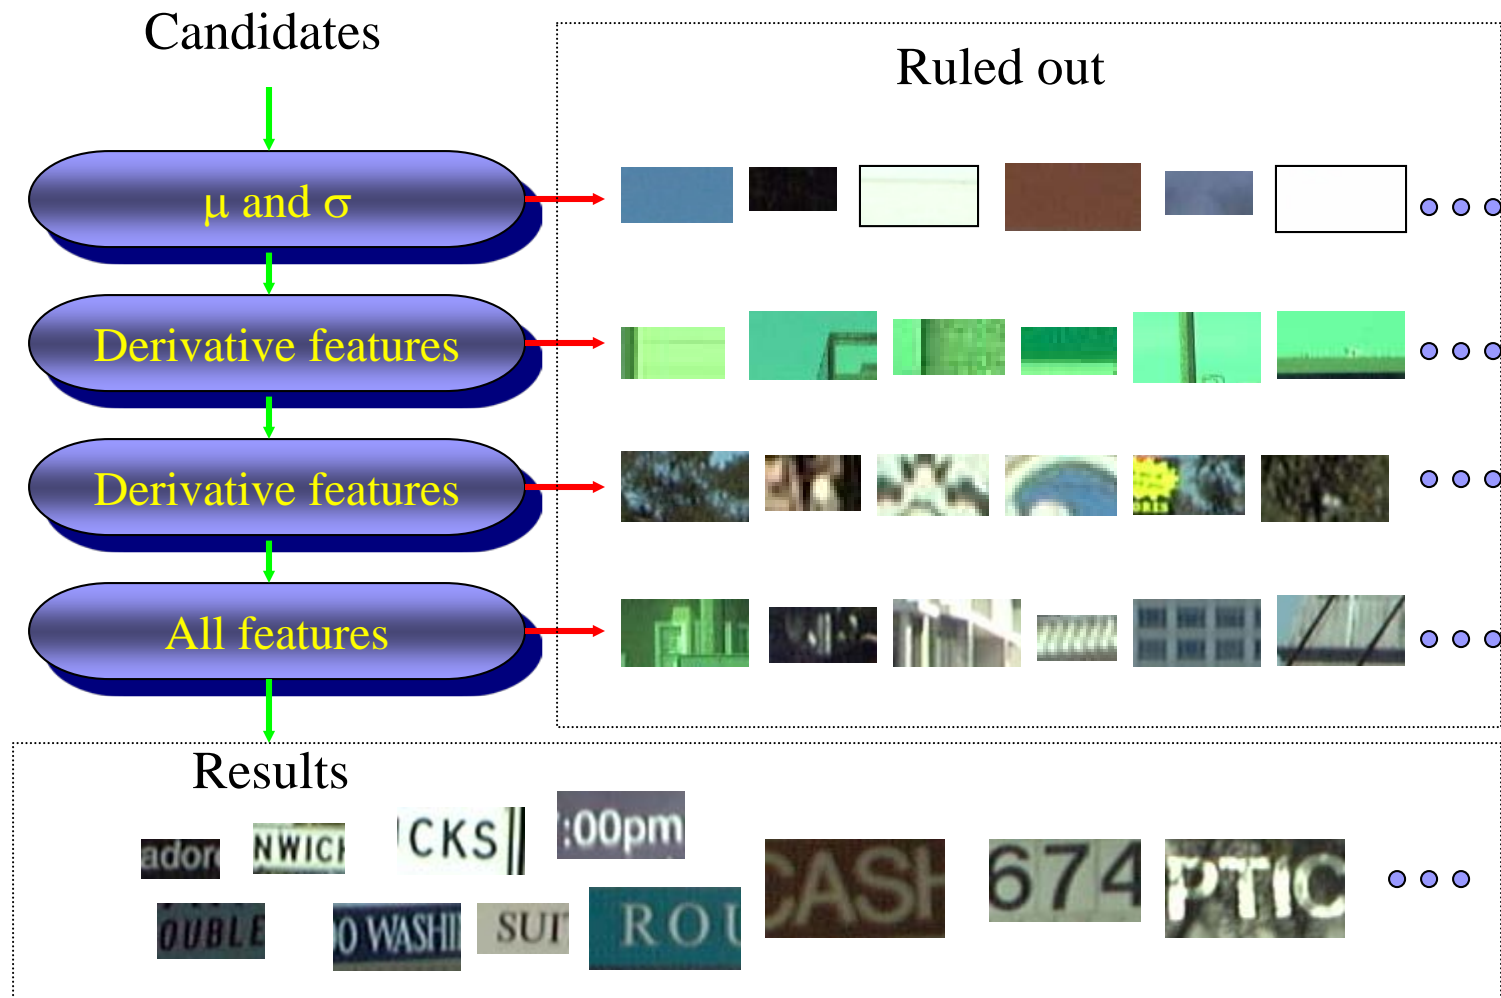 Candidates
Ruled out
μ and σ
Derivative features
Derivative features
All features
Results
ador
NWICH
CKS
:00pm
CASH
674
PTIC
OUBLE
O WASHI
SUI
ROU